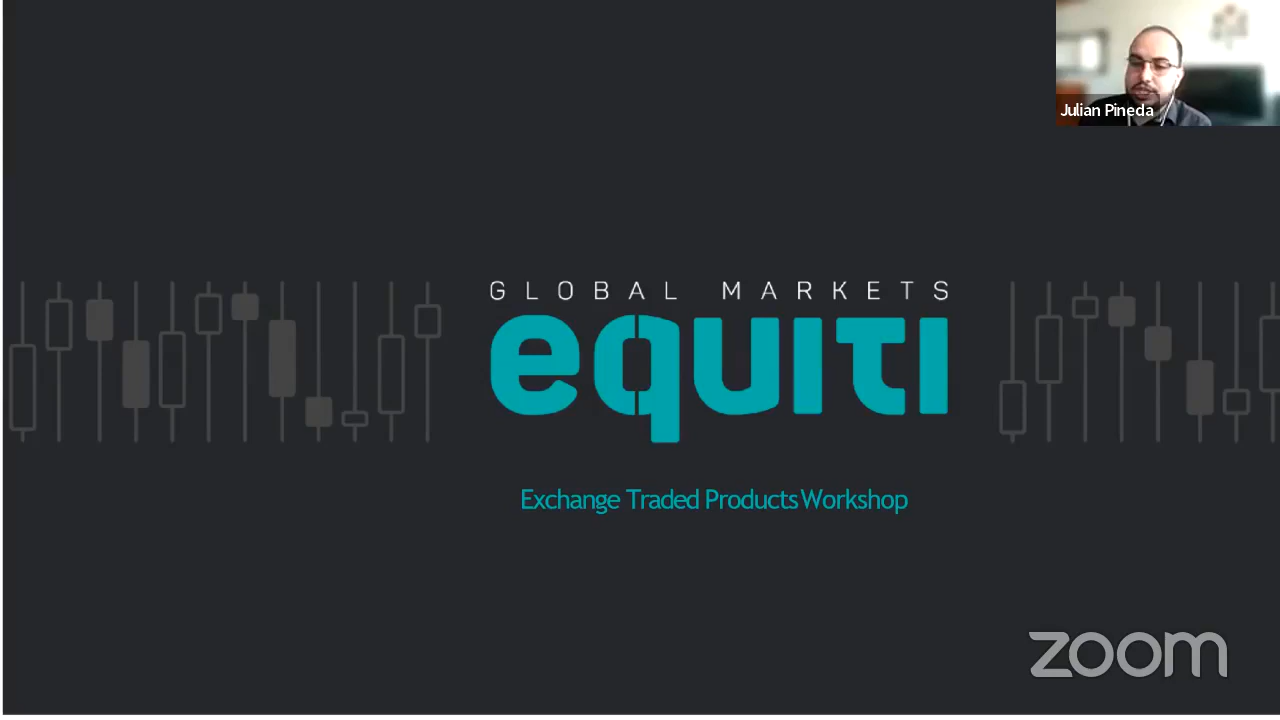 Julian Pineda
GLOBAL MARKETS
equiti
Exchange Traded Products Workshop
zoom